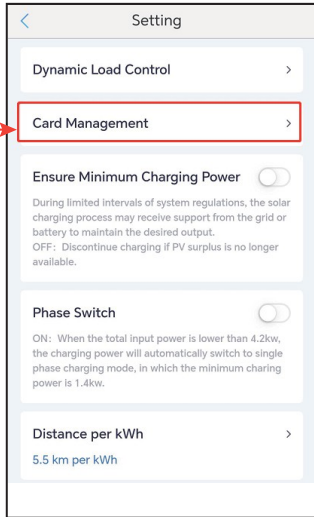 Setting
Dynamic Load Control
Card Management
Ensure Minimum Charging Power
During limited intervals of system regulations, the solar
charging process may receive support from the grid or
battery to maintain the desired output.
OFF: Discontinue charging if PV surplus is no longer
available.
Phase Switch
ON: When the total input power is lower than 4.2kw,
the charging power will automatically switch to single
phase charging mode, in which the minimum charing
power is 1.4kw.
Distance per kWh
5.5 km per kWh